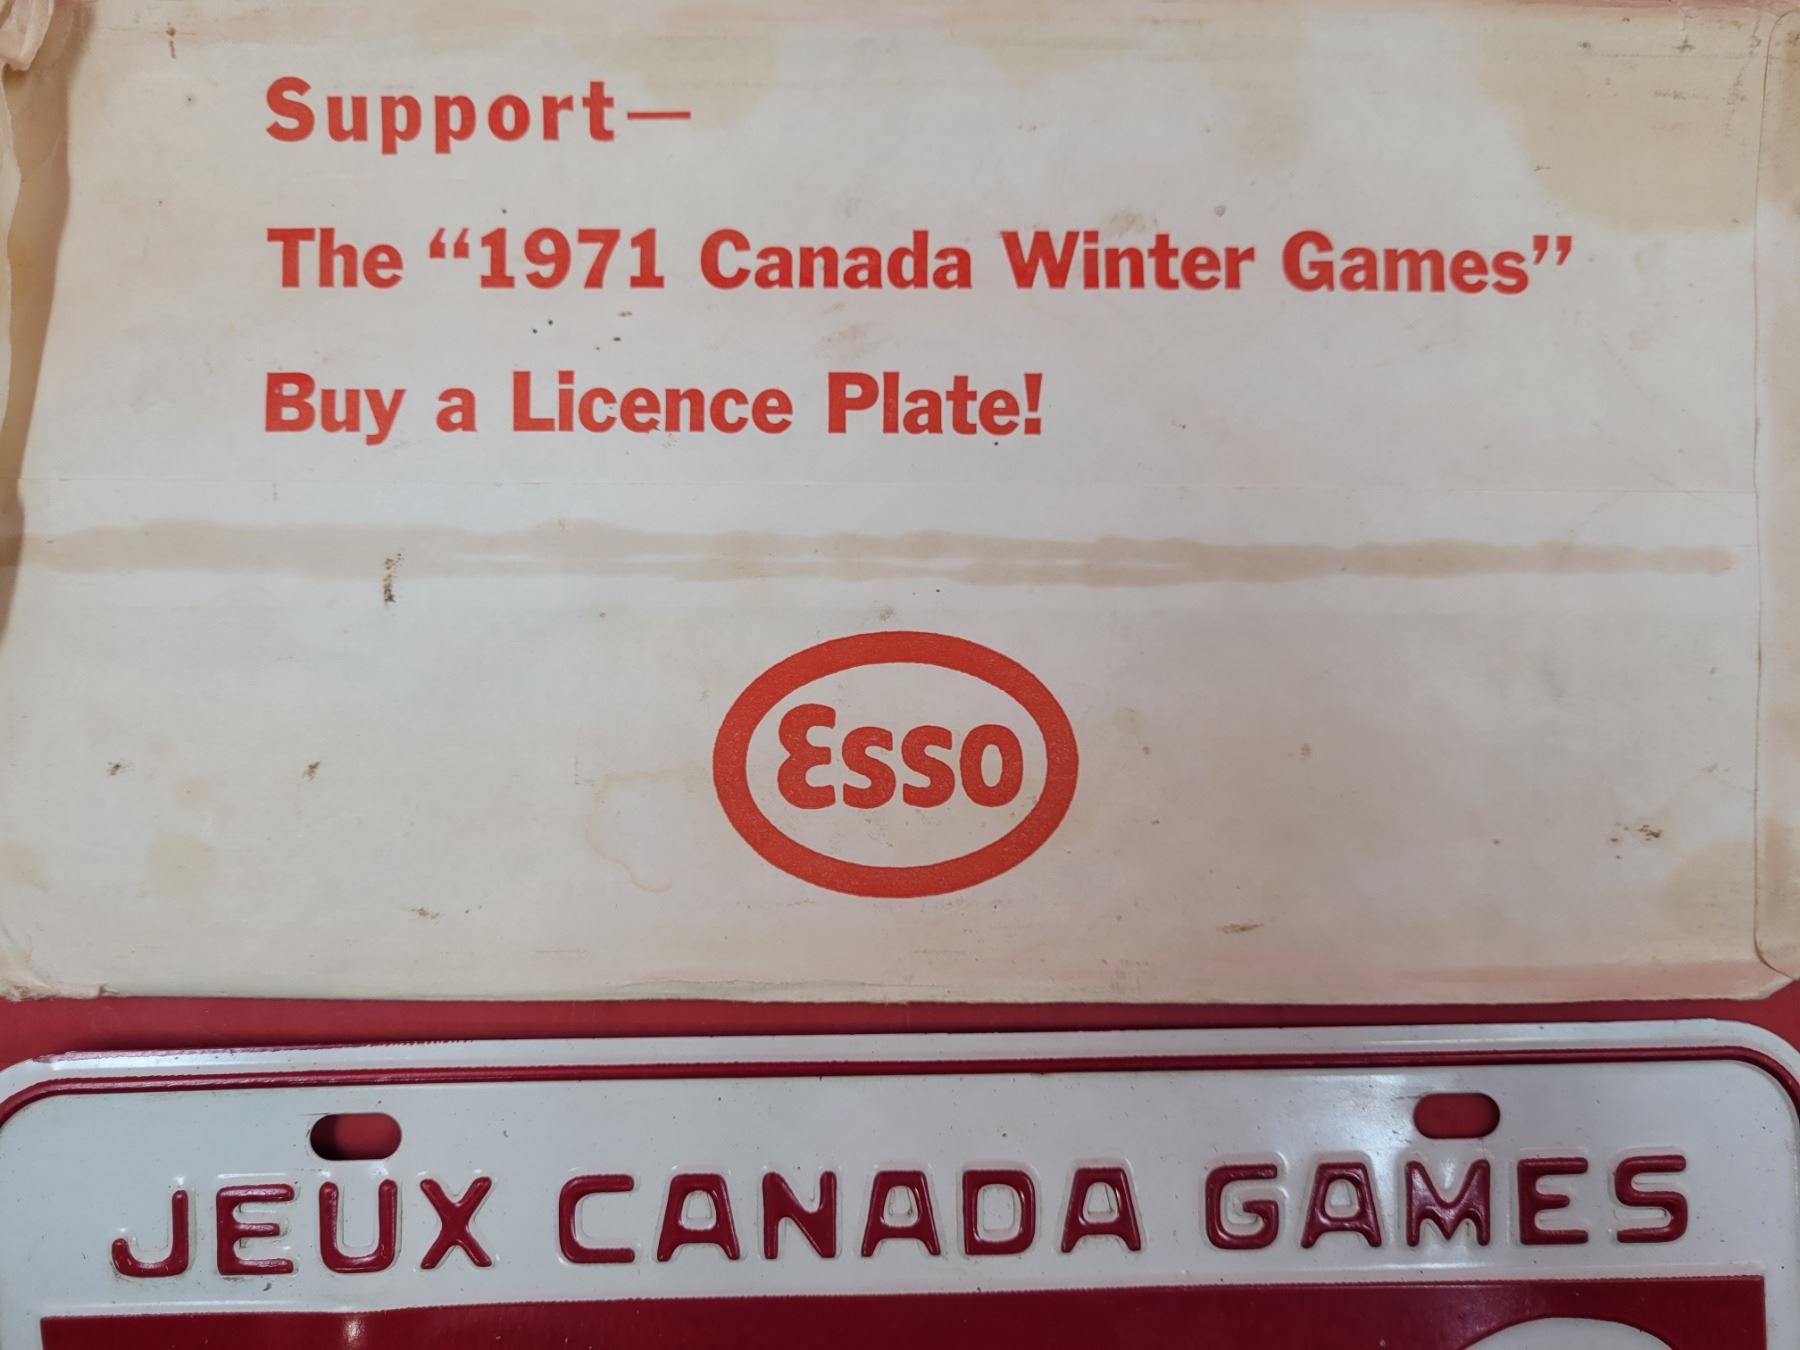 Support—
The “1971 Canada Winter Games”
Buy a Licence Plate!
Esso
JEUX CANADA GAMES